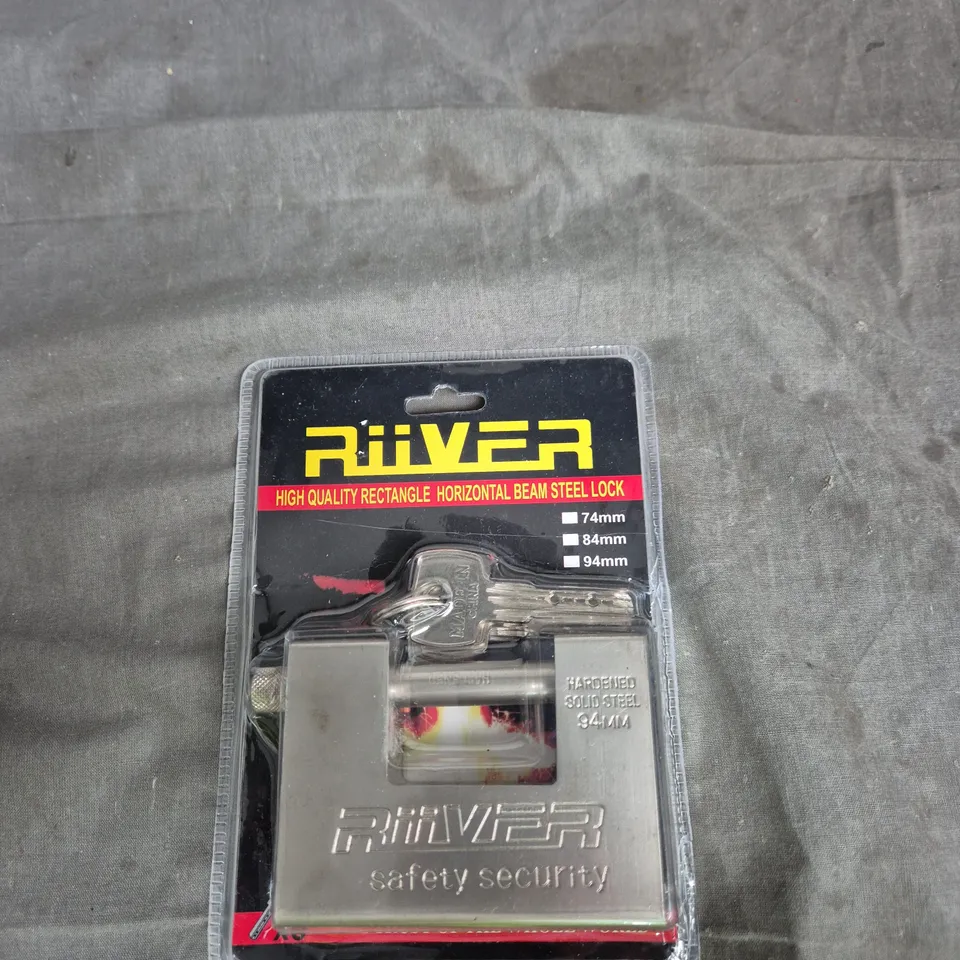 RiiVER
HIGH QUALITY RECTANGLE HORIZONTAL BEAM STEEL LOCK
74mm
84mm
94mm
HARDENED
SOLID STEEL
94MM
RiiVER
safety security